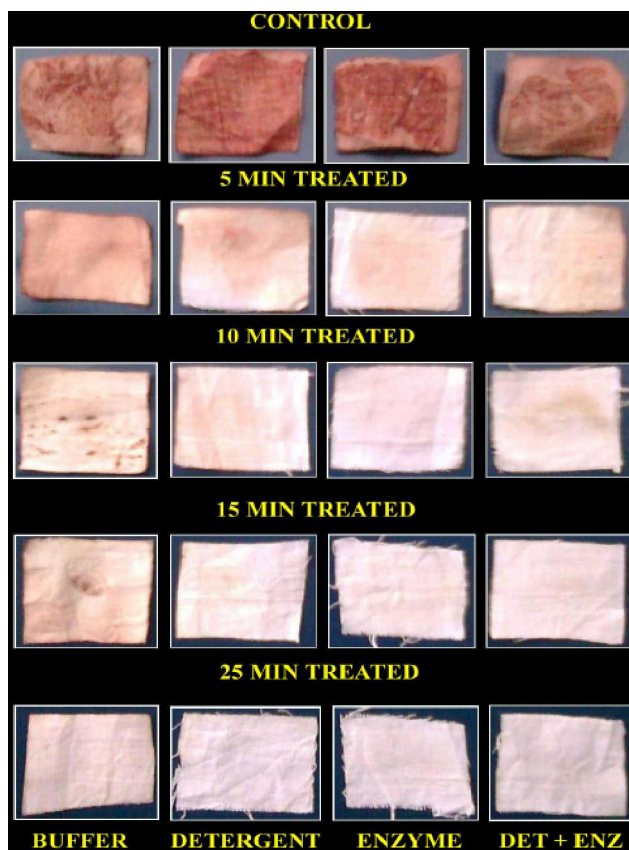 CONTROL
5 MIN TREATED
10 MIN TREATED
15 MIN TREATED
25 MIN TREATED
BUFFER DETERGENT ENZYME DET + ENZ